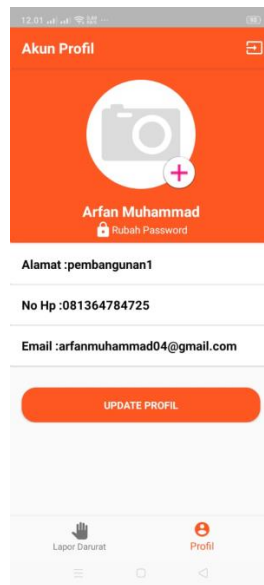 12.01
Akun Profil
Arfan Muhammad
Rubah Password
Alamat :pembangunan1
No Hp :081364784725
Email :arfanmuhammad04@gmail.com
UPDATE PROFIL
Lapor Darurat
Profil